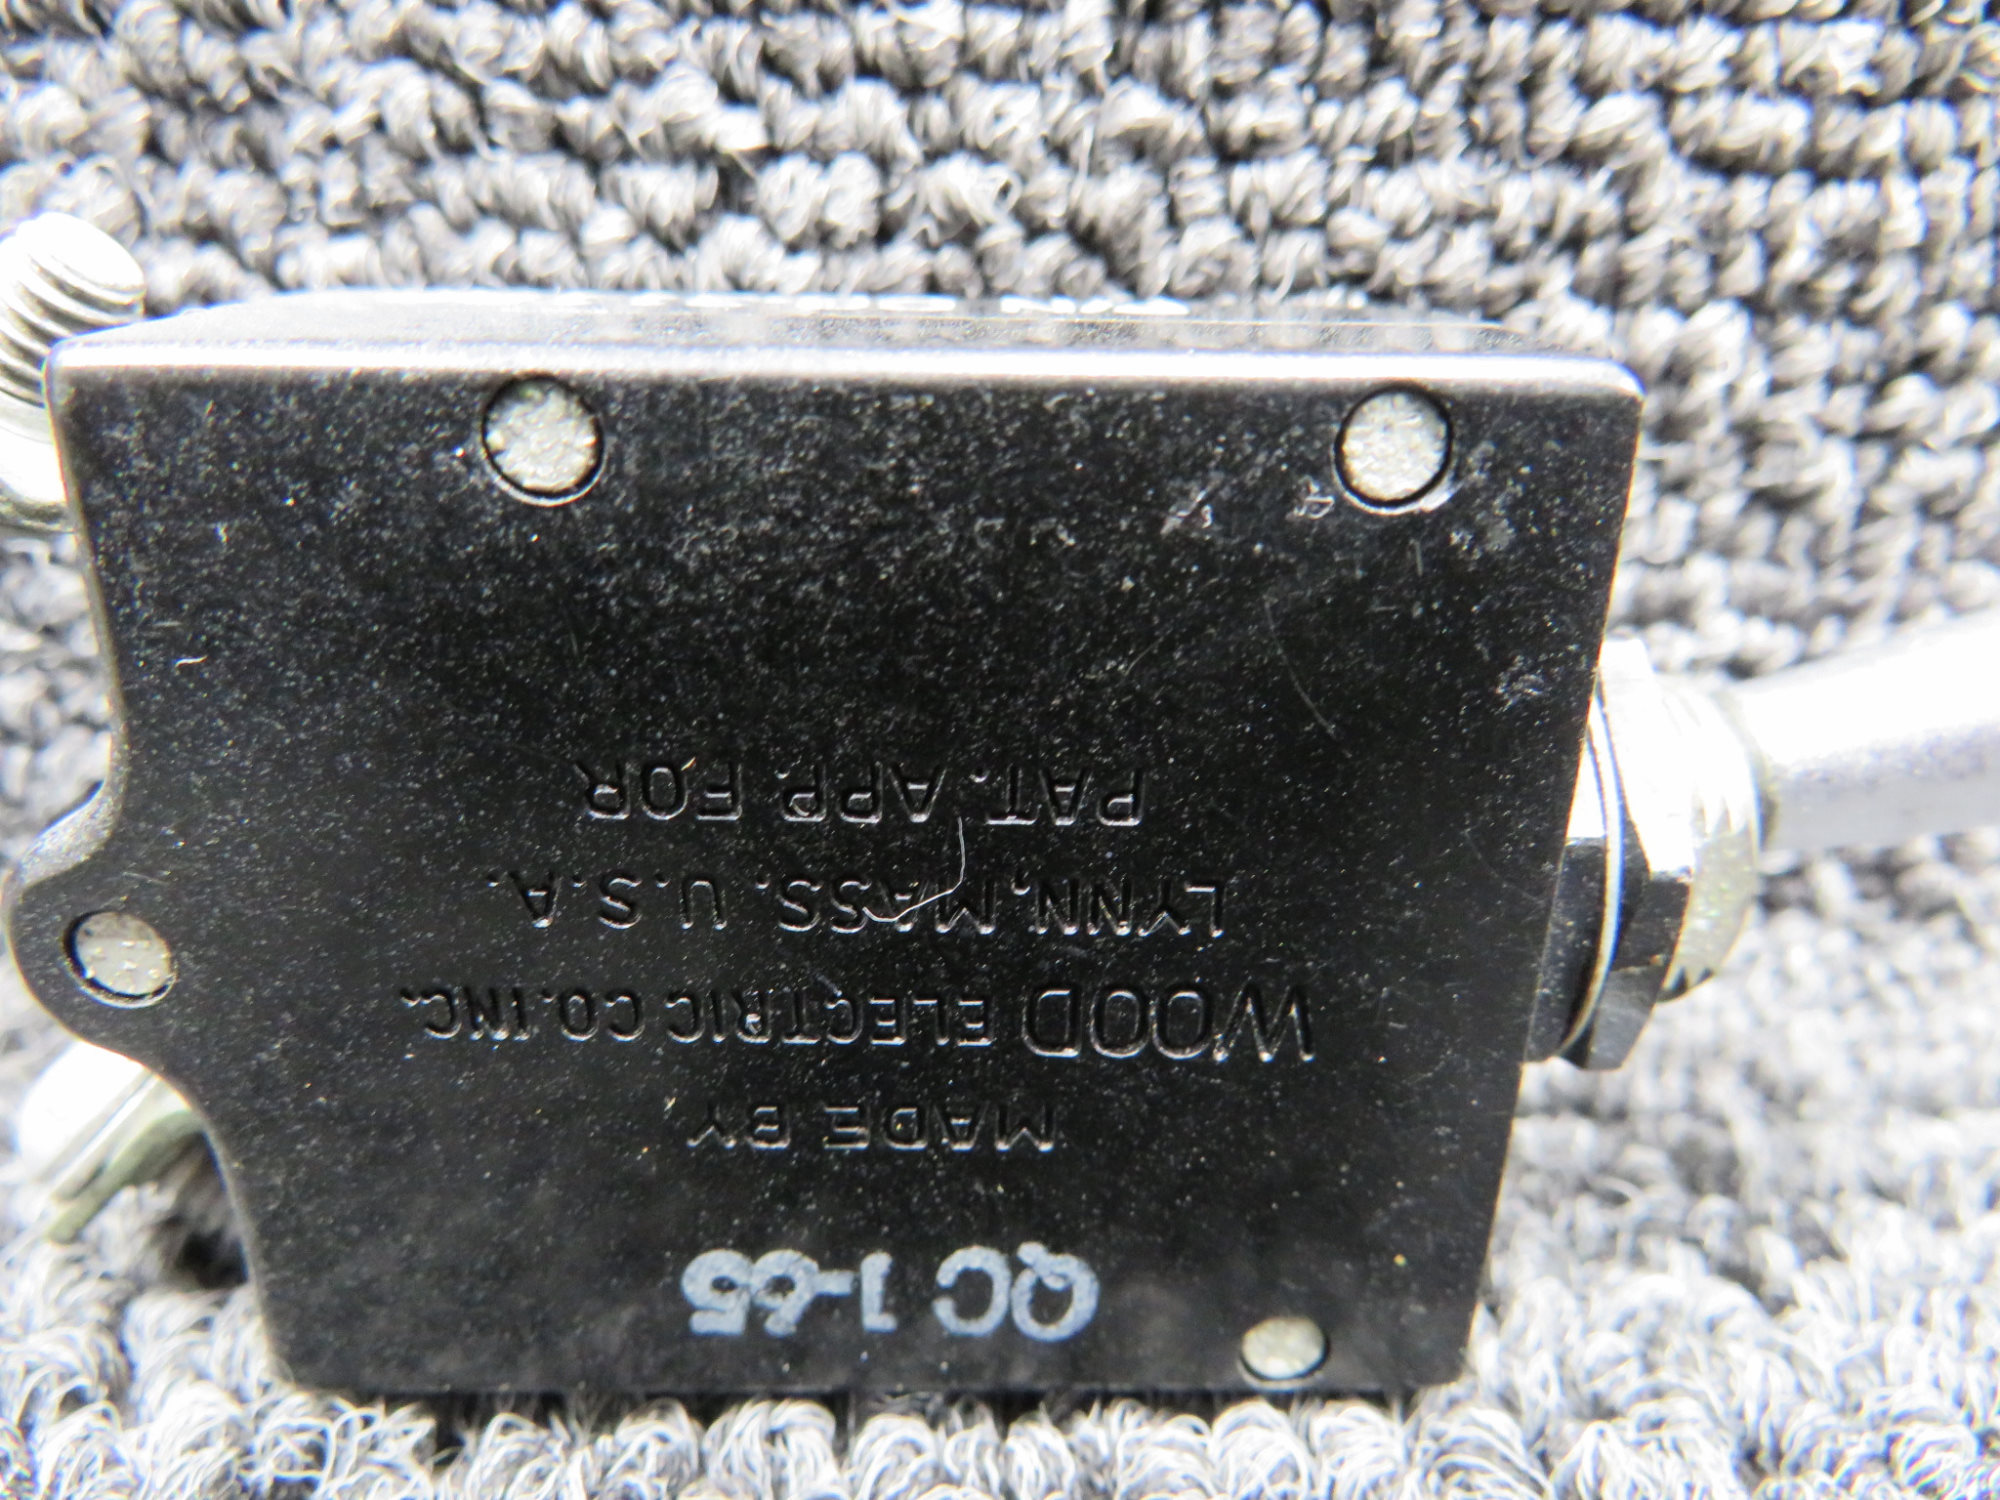 QC 1-65
MADE BY
WOOD ELECTRIC CO. INC.
LYNN, MASS. U.S.A.
PAT. APP. FOR